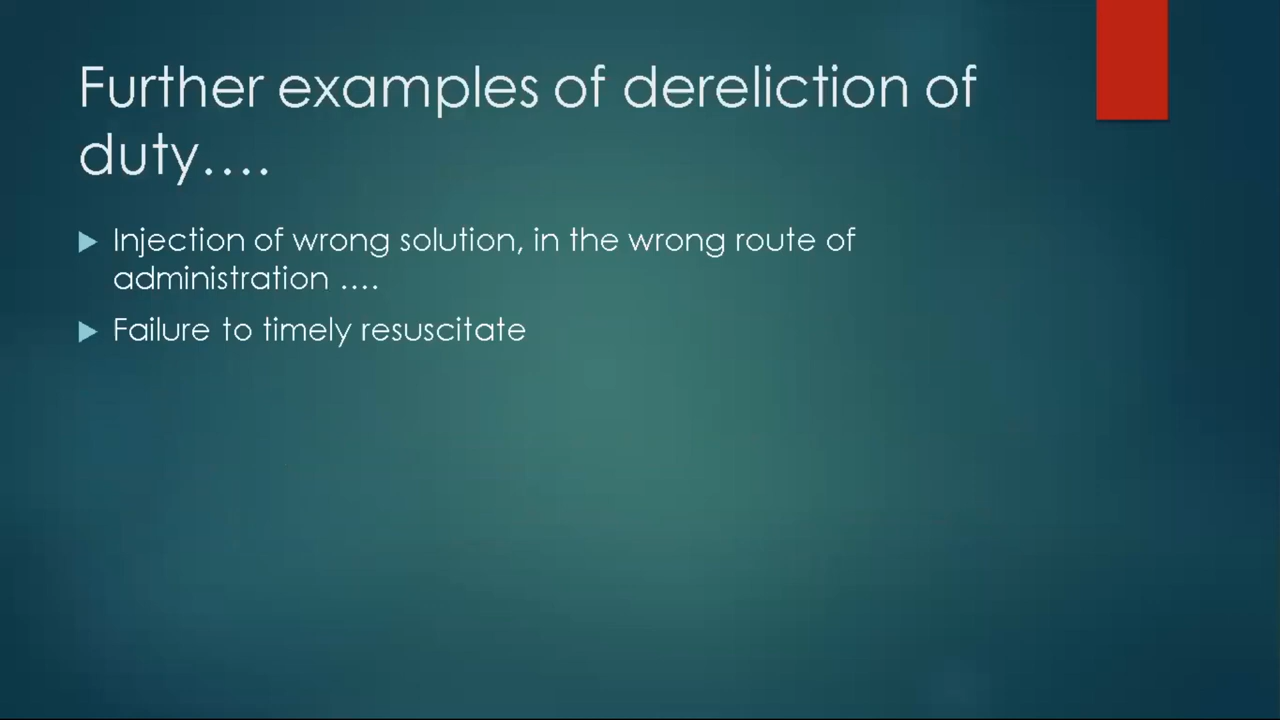 Further examples of dereliction of
duty....
Injection of wrong solution, in the wrong route of
administration ....
Failure to timely resuscitate